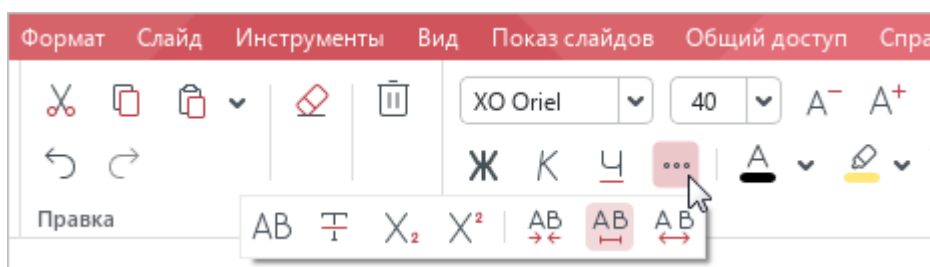 Формат Слайд Инструменты Вид Показ слайдов Общий доступ Спра
XO Oriel 40 A⁻ A⁺
Ж К Ч A
Правка
AB T X₂ X² AB AB AB